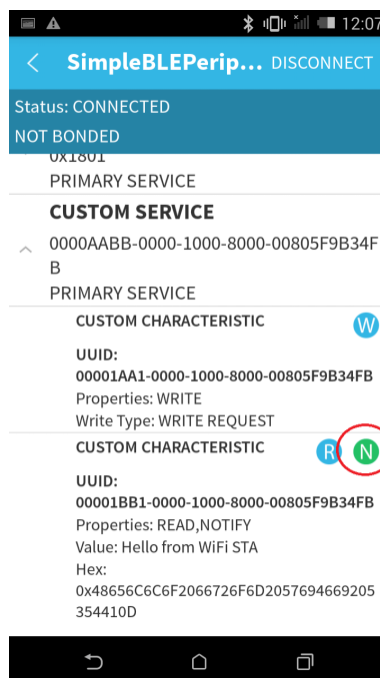 12:07
SimpleBLEPerip... DISCONNECT
Status: CONNECTED
NOT BONDED
0x1801
PRIMARY SERVICE
CUSTOM SERVICE
0000AABB-0000-1000-8000-00805F9B34F
B
PRIMARY SERVICE
CUSTOM CHARACTERISTIC W
UUID:
00001AA1-0000-1000-8000-00805F9B34FB
Properties: WRITE
Write Type: WRITE REQUEST
CUSTOM CHARACTERISTIC R N
UUID:
00001BB1-0000-1000-8000-00805F9B34FB
Properties: READ,NOTIFY
Value: Hello from WiFi STA
Hex:
0x48656C6C6F2066726F6D2057694669205
354410D